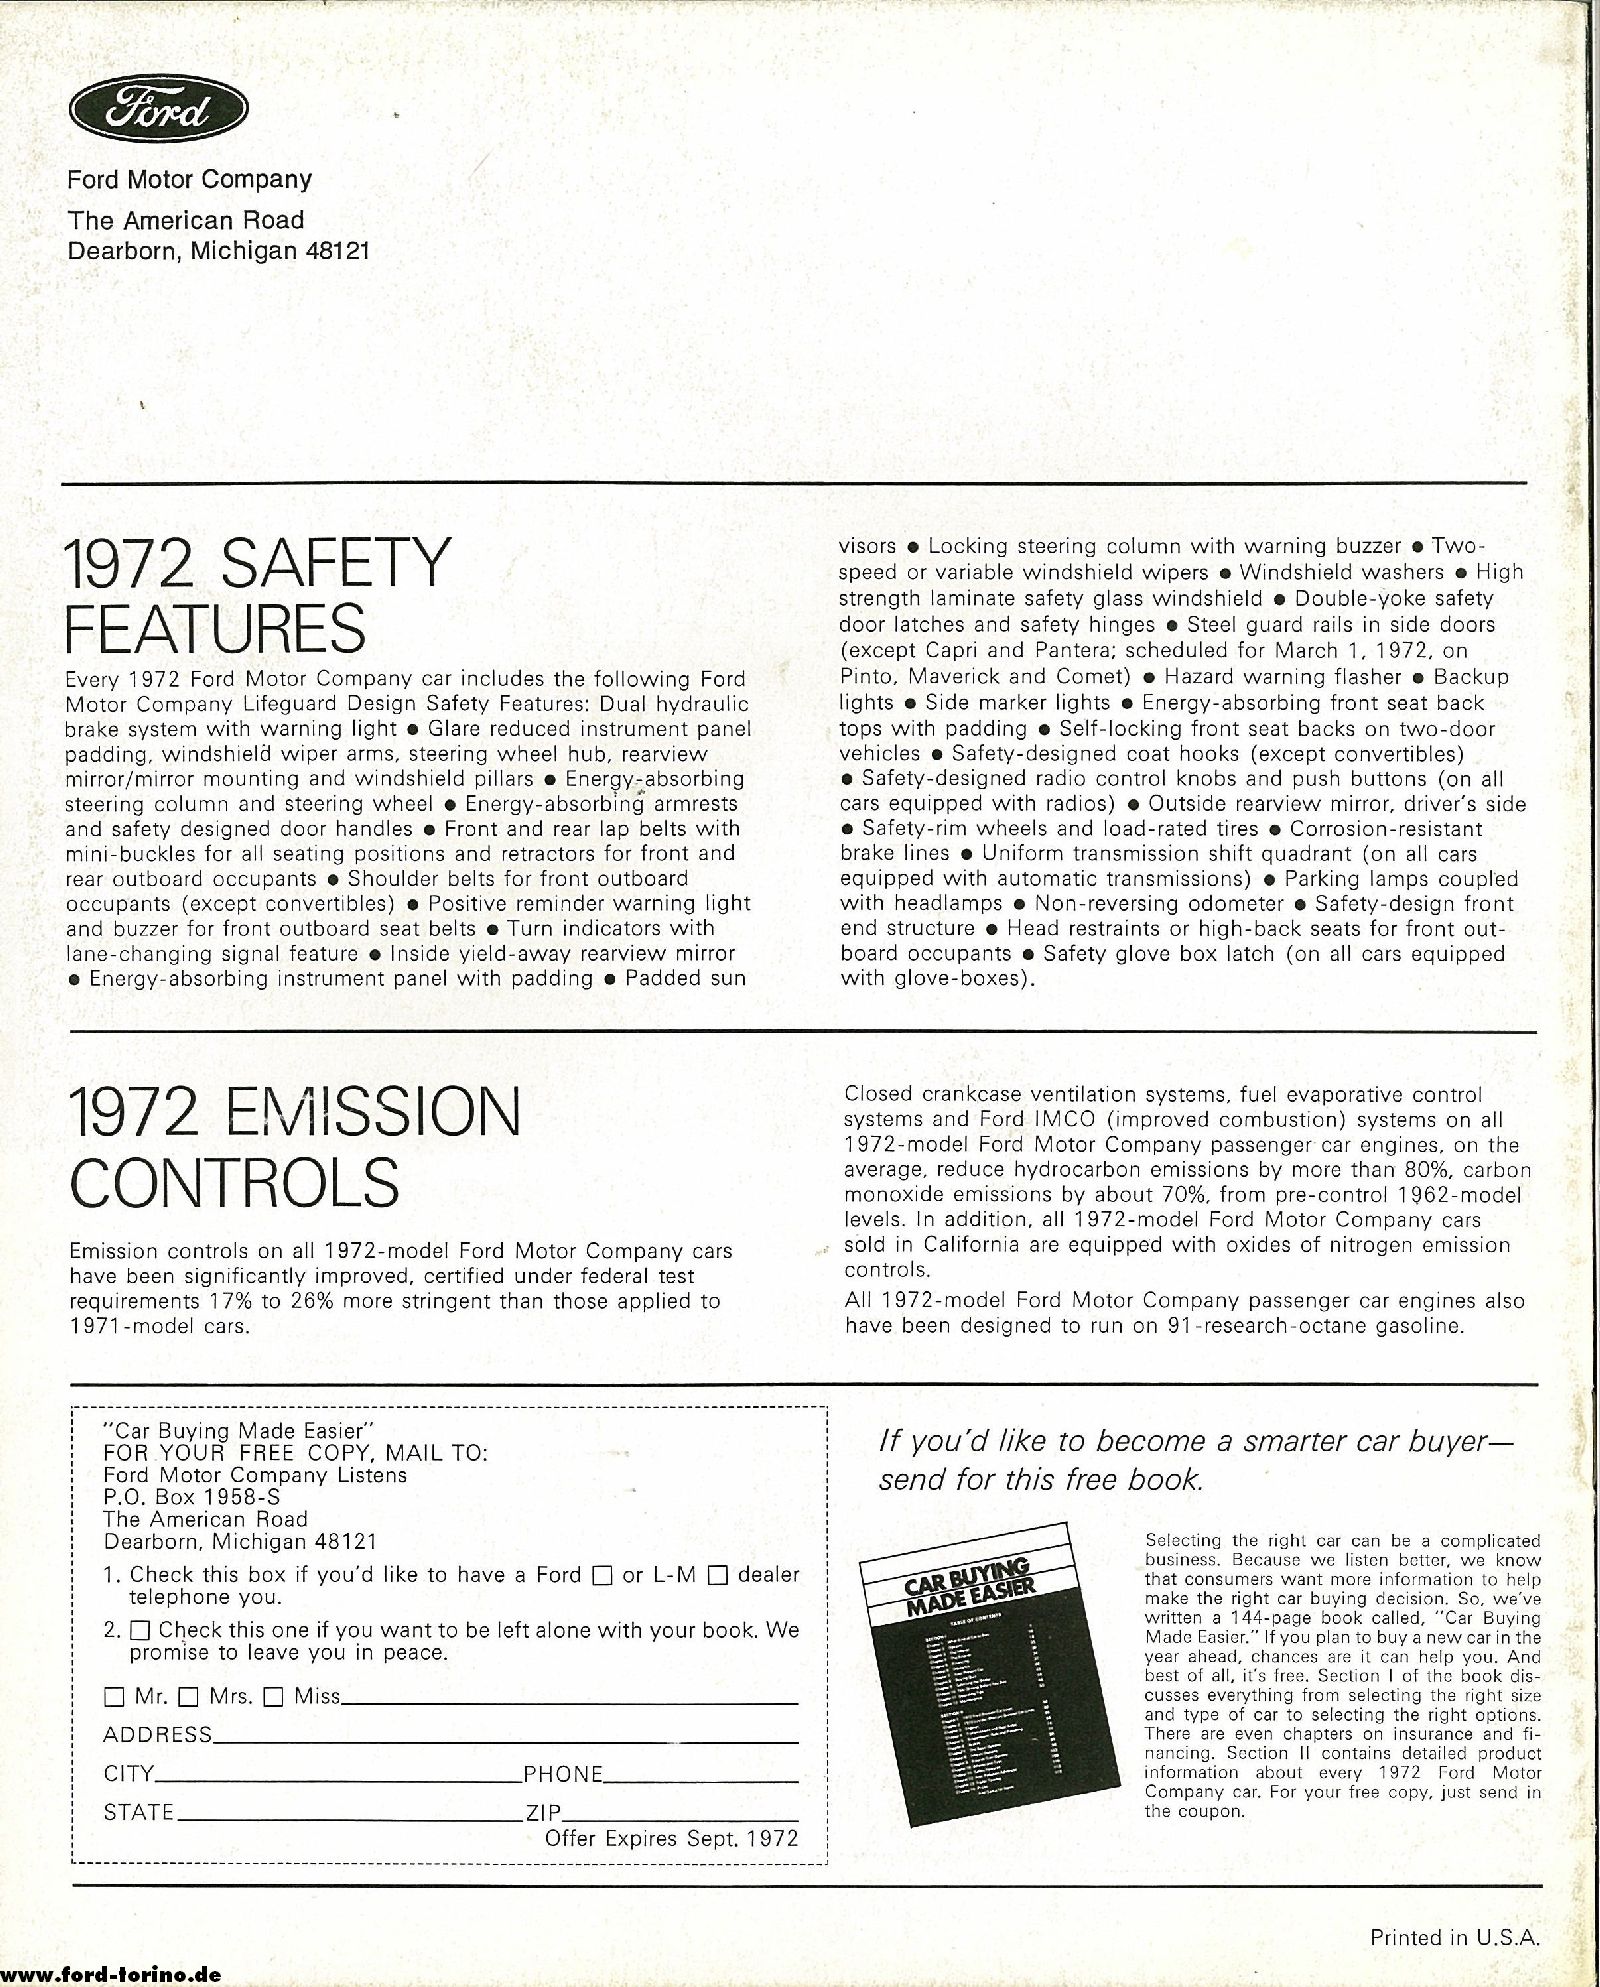 Ford
Ford Motor Company
The American Road
Dearborn, Michigan 48121
1972 SAFETY
FEATURES
Every 1972 Ford Motor Company car includes the following Ford
Motor Company Lifeguard Design Safety Features: Dual hydraulic
brake system with warning light ● Glare reduced instrument panel
padding, windshield wiper arms, steering wheel hub, rearview
mirror/mirror mounting and windshield pillars ● Energy-absorbing
steering column and steering wheel ● Energy-absorbing armrests
and safety designed door handles ● Front and rear lap belts with
mini-buckles for all seating positions and retractors for front and
rear outboard occupants ● Shoulder belts for front outboard
occupants (except convertibles) ● Positive reminder warning light
and buzzer for front outboard seat belts ● Turn indicators with
lane-changing signal feature ● Inside yield-away rearview mirror
● Energy-absorbing instrument panel with padding ● Padded sun
visors ● Locking steering column with warning buzzer ● Two-
speed or variable windshield wipers ● Windshield washers ● High
strength laminate safety glass windshield ● Double-yoke safety
door latches and safety hinges ● Steel guard rails in side doors
(except Capri and Pantera; scheduled for March 1, 1972, on
Pinto, Maverick and Comet) ● Hazard warning flasher ● Backup
lights ● Side marker lights ● Energy-absorbing front seat back
tops with padding ● Self-locking front seat backs on two-door
vehicles ● Safety-designed coat hooks (except convertibles)
● Safety-designed radio control knobs and push buttons (on all
cars equipped with radios) ● Outside rearview mirror, driver's side
● Safety-rim wheels and load-rated tires ● Corrosion-resistant
brake lines ● Uniform transmission shift quadrant (on all cars
equipped with automatic transmissions) ● Parking lamps coupled
with headlamps ● Non-reversing odometer ● Safety-design front
end structure ● Head restraints or high-back seats for front out-
board occupants ● Safety glove box latch (on all cars equipped
with glove-boxes).
1972 EMISSION
CONTROLS
Emission controls on all 1972-model Ford Motor Company cars
have been significantly improved, certified under federal test
requirements 17% to 26% more stringent than those applied to
1971-model cars.
Closed crankcase ventilation systems, fuel evaporative control
systems and Ford IMCO (improved combustion) systems on all
1972-model Ford Motor Company passenger car engines, on the
average, reduce hydrocarbon emissions by more than 80%, carbon
monoxide emissions by about 70%, from pre-control 1962-model
levels. In addition, all 1972-model Ford Motor Company cars
sold in California are equipped with oxides of nitrogen emission
controls.
All 1972-model Ford Motor Company passenger car engines also
have been designed to run on 91-research-octane gasoline.
"Car Buying Made Easier"
FOR YOUR FREE COPY, MAIL TO:
Ford Motor Company Listens
P.O. Box 1958-S
The American Road
Dearborn, Michigan 48121
1. Check this box if you'd like to have a Ford □ or L-M □ dealer
telephone you.
2. □ Check this one if you want to be left alone with your book. We
promise to leave you in peace.
□ Mr. □ Mrs. □ Miss
ADDRESS
CITY PHONE
STATE ZIP
Offer Expires Sept. 1972
If you'd like to become a smarter car buyer—
send for this free book.
CAR BUYING
MADE EASIER
TABLE OF CONTENTS
Selecting the right car can be a complicated
business. Because we listen better, we know
that consumers want more information to help
make the right car buying decision. So, we've
written a 144-page book called, "Car Buying
Made Easier." If you plan to buy a new car in the
year ahead, chances are it can help you. And
best of all, it's free. Section I of the book dis-
cusses everything from selecting the right size
and type of car to selecting the right options.
There are even chapters on insurance and fi-
nancing. Section II contains detailed product
information about every 1972 Ford Motor
Company car. For your free copy, just send in
the coupon.
Printed in U.S.A.
www.ford-torino.de